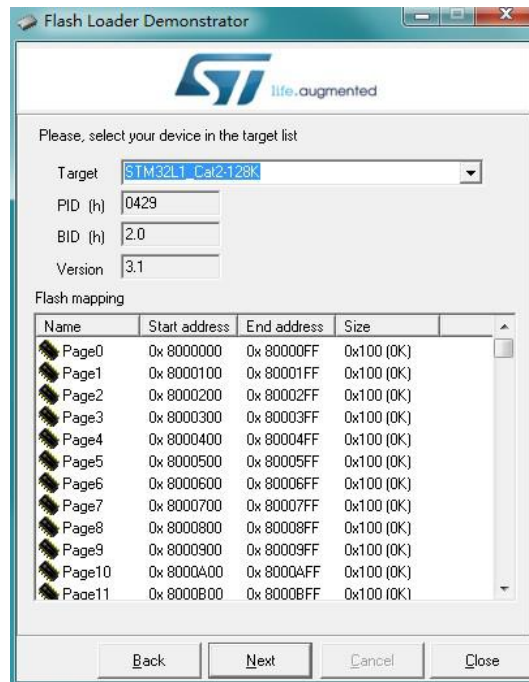 Flash Loader Demonstrator
life.augmented
Please, select your device in the target list
Target STM32L1_Cat2-128K
PID (h) 0429
BID (h) 2.0
Version 3.1
Flash mapping
Name Start address End address Size
Page0 0x 8000000 0x 80000FF 0x100 (0K)
Page1 0x 8000100 0x 80001FF 0x100 (0K)
Page2 0x 8000200 0x 80002FF 0x100 (0K)
Page3 0x 8000300 0x 80003FF 0x100 (0K)
Page4 0x 8000400 0x 80004FF 0x100 (0K)
Page5 0x 8000500 0x 80005FF 0x100 (0K)
Page6 0x 8000600 0x 80006FF 0x100 (0K)
Page7 0x 8000700 0x 80007FF 0x100 (0K)
Page8 0x 8000800 0x 80008FF 0x100 (0K)
Page9 0x 8000900 0x 80009FF 0x100 (0K)
Page10 0x 8000A00 0x 8000AFF 0x100 (0K)
Page11 0x 8000B00 0x 8000BFF 0x100 (0K)
Back Next Cancel Close